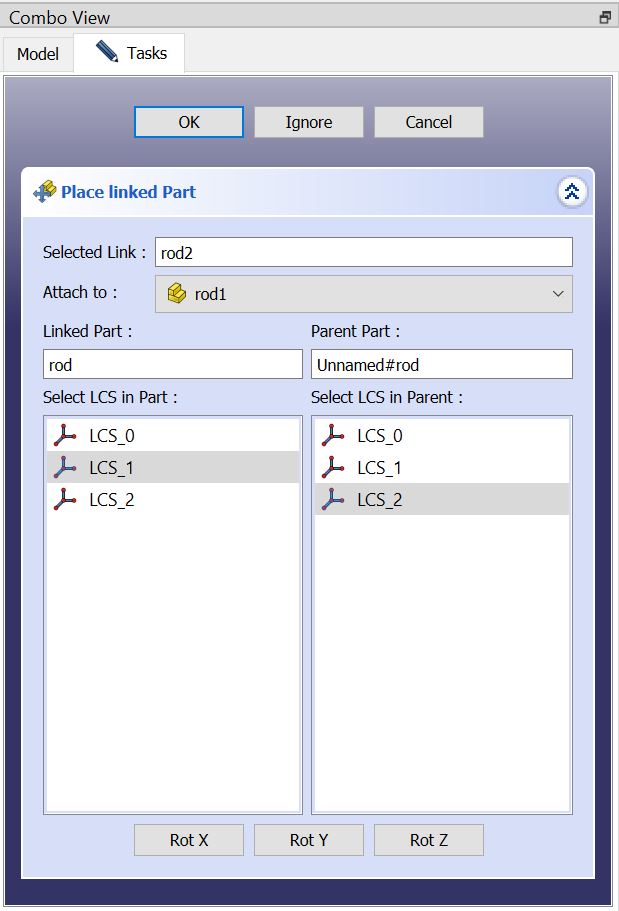 Combo View
Model Tasks
OK Ignore Cancel
Place linked Part
Selected Link : rod2
Attach to : rod1
Linked Part : Parent Part :
rod Unnamed#rod
Select LCS in Part : Select LCS in Parent :
LCS_0 LCS_0
LCS_1 LCS_1
LCS_2 LCS_2
Rot X Rot Y Rot Z